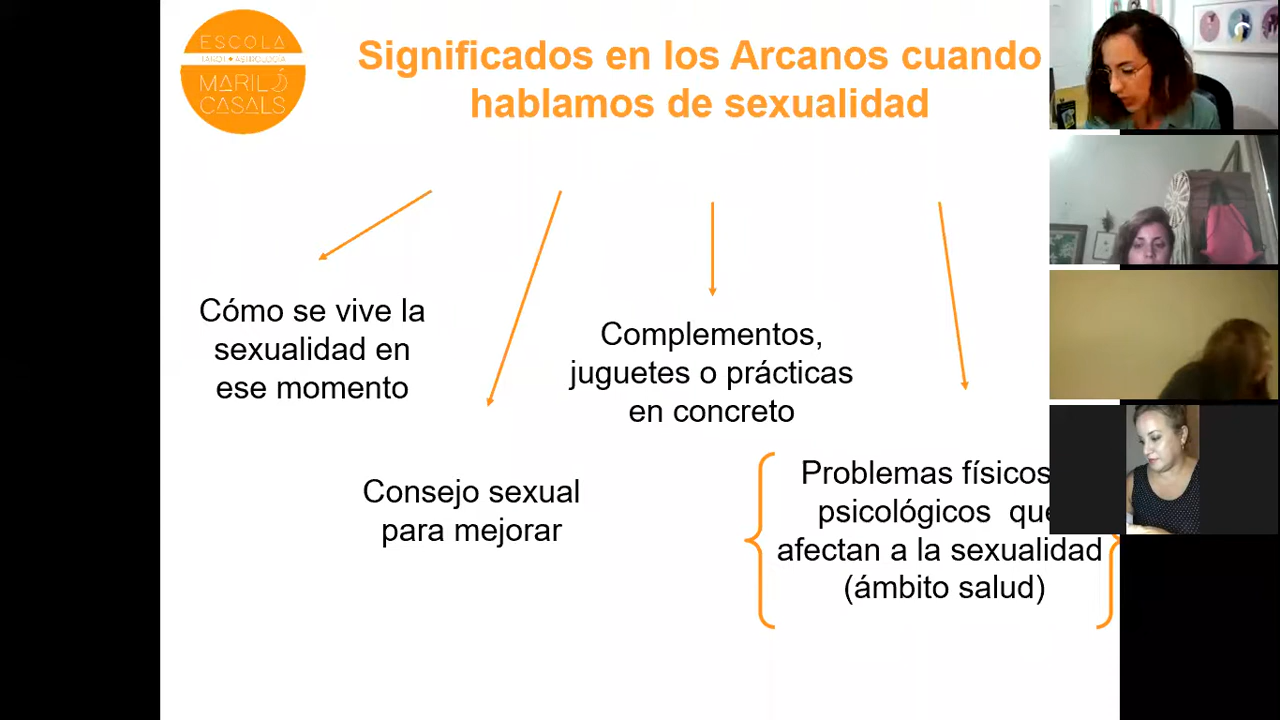 ESCOLA
TAROT✦ASTROLOGIA
MARILÓ
CASALS
Significados en los Arcanos cuando
hablamos de sexualidad
Cómo se vive la
sexualidad en
ese momento
Consejo sexual
para mejorar
Complementos,
juguetes o prácticas
en concreto
Problemas físicos
psicológicos que
afectan a la sexualidad
(ámbito salud)